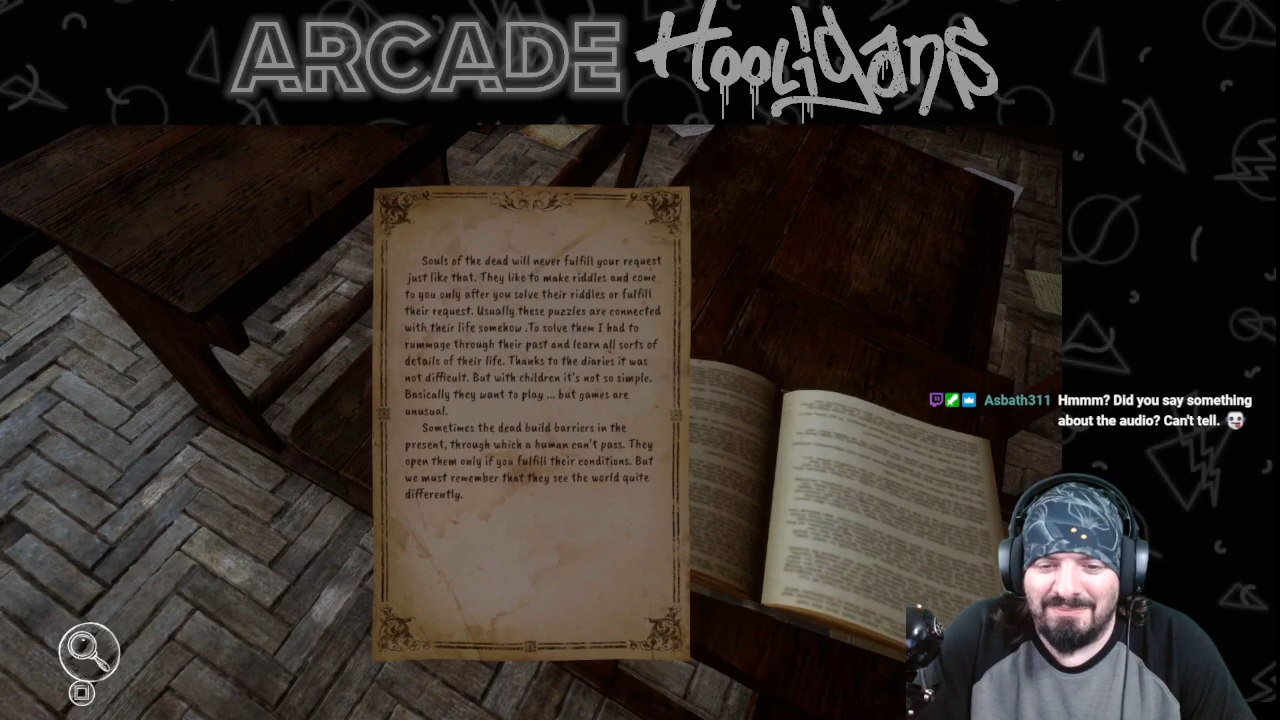 ARCADE Hooligans
Souls of the dead will never fulfill your request
just like that. They like to make riddles and come
to you only after you solve their riddles or fulfill
their request. Usually these puzzles are connected
with their life somehow .To solve them I had to
rummage through their past and learn all sorts of
details of their life. Thanks to the diaries it was
not difficult. But with children it's not so simple.
Basically they want to play ... but games are
unusual.
Sometimes the dead build barriers in the
present, through which a human can't pass. They
open them only if you fulfill their conditions. But
we must remember that they see the world quite
differently.
Asbath311 Hmmm? Did you say something
about the audio? Can't tell.